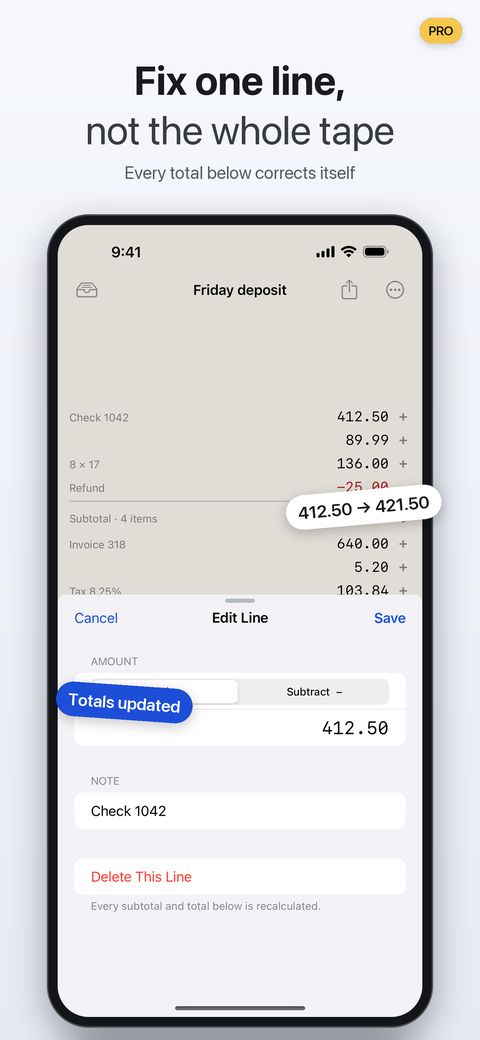 PRO
Fix one line,
not the whole tape
Every total below corrects itself
9:41
Friday deposit
Check 1042 412.50 +
89.99 +
8 × 17 136.00 +
Refund −25.00
412.50 → 421.50
Subtotal · 4 items
Invoice 318 640.00 +
5.20 +
Tax 8.25% 103.84 +
Cancel Edit Line Save
AMOUNT
Subtract −
Totals updated
412.50
NOTE
Check 1042
Delete This Line
Every subtotal and total below is recalculated.